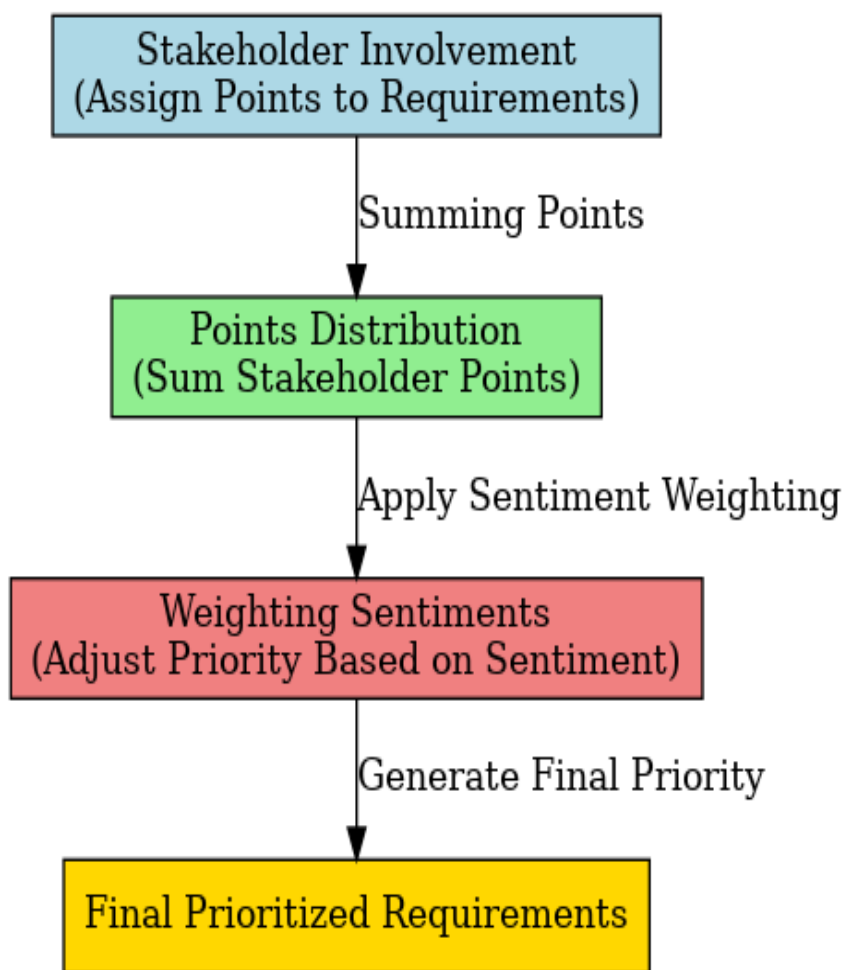 Stakeholder Involvement
(Assign Points to Requirements)
Summing Points
Points Distribution
(Sum Stakeholder Points)
Apply Sentiment Weighting
Weighting Sentiments
(Adjust Priority Based on Sentiment)
Generate Final Priority
Final Prioritized Requirements